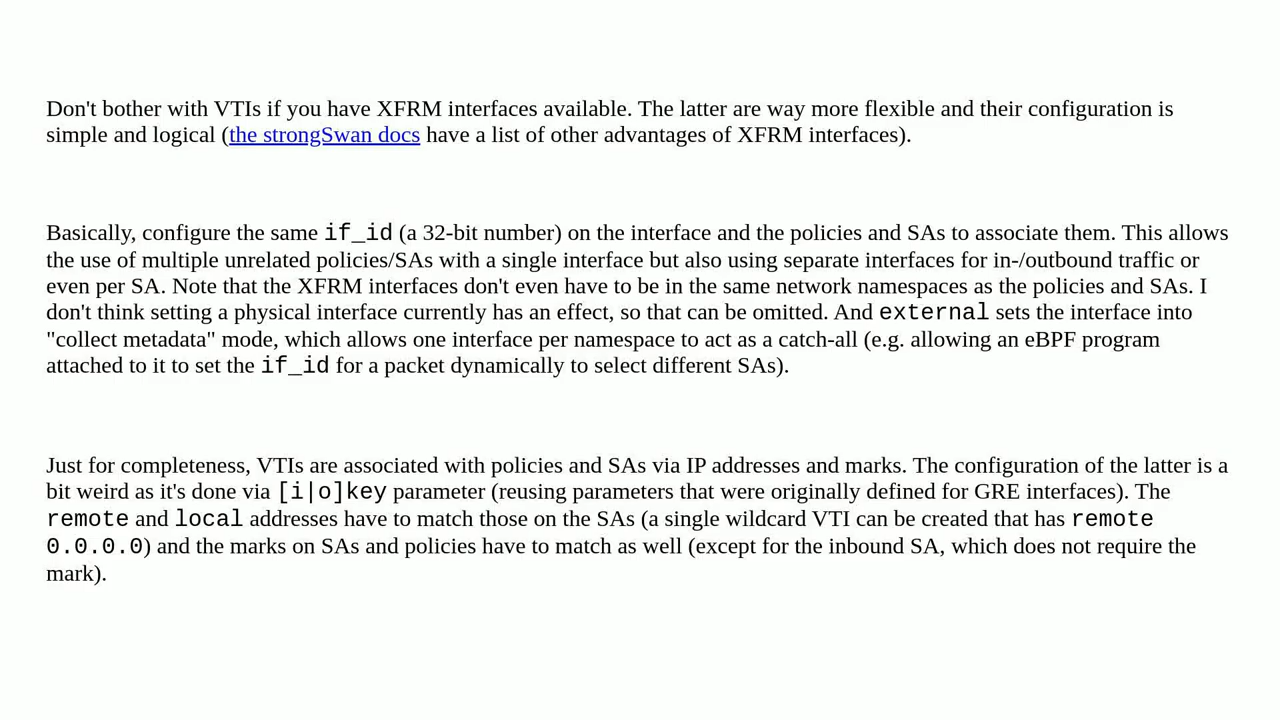 Don't bother with VTIs if you have XFRM interfaces available. The latter are way more flexible and their configuration is
simple and logical (the strongSwan docs have a list of other advantages of XFRM interfaces).
Basically, configure the same if_id (a 32-bit number) on the interface and the policies and SAs to associate them. This allows
the use of multiple unrelated policies/SAs with a single interface but also using separate interfaces for in-/outbound traffic or
even per SA. Note that the XFRM interfaces don't even have to be in the same network namespaces as the policies and SAs. I
don't think setting a physical interface currently has an effect, so that can be omitted. And external sets the interface into
"collect metadata" mode, which allows one interface per namespace to act as a catch-all (e.g. allowing an eBPF program
attached to it to set the if_id for a packet dynamically to select different SAs).
Just for completeness, VTIs are associated with policies and SAs via IP addresses and marks. The configuration of the latter is a
bit weird as it's done via [i|o]key parameter (reusing parameters that were originally defined for GRE interfaces). The
remote and local addresses have to match those on the SAs (a single wildcard VTI can be created that has remote
0.0.0.0) and the marks on SAs and policies have to match as well (except for the inbound SA, which does not require the
mark).